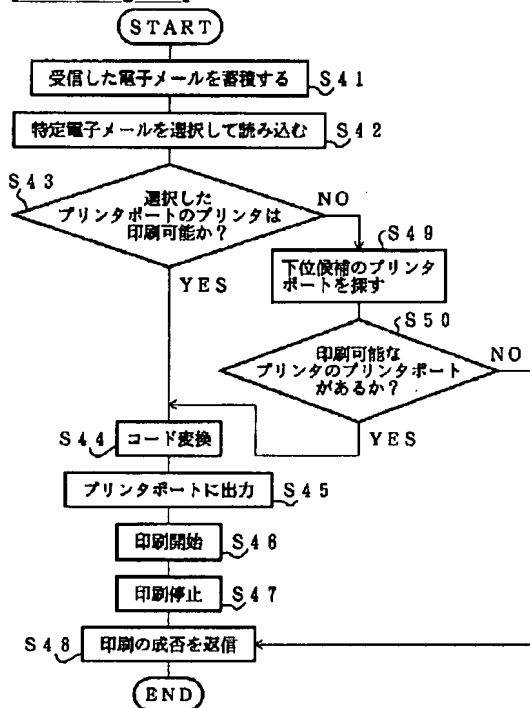 START
受信した電子メールを蓄積する
S41
特定電子メールを選択して読み込む
S42
S43
選択した
プリンタポートのプリンタは
印刷可能か?
NO
YES
S49
下位候補のプリンタ
ポートを探す
S50
印刷可能な
プリンタのプリンタポート
があるか?
NO
YES
S44
コード変換
プリンタポートに出力
S45
印刷開始
S46
印刷停止
S47
S48
印刷の成否を返信
END